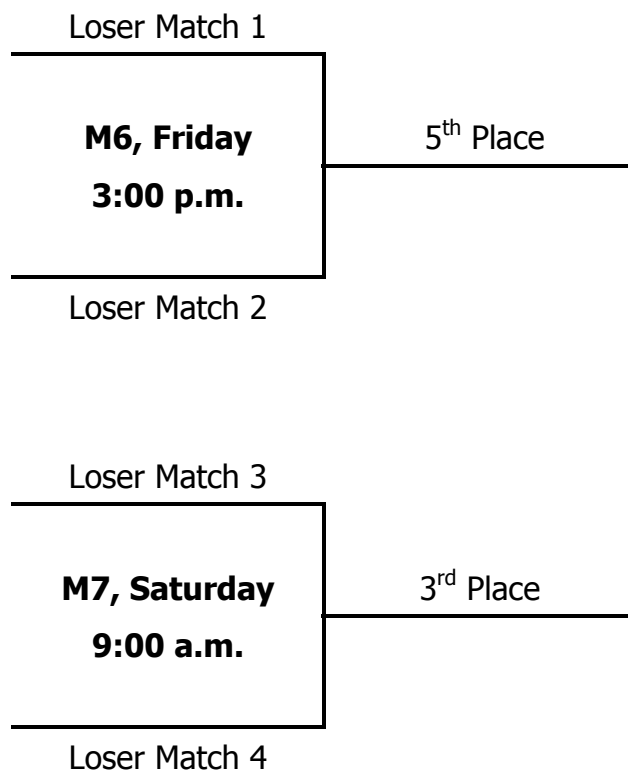 Loser Match 1
M6, Friday
3:00 p.m.
5th Place
Loser Match 2
Loser Match 3
M7, Saturday
9:00 a.m.
3rd Place
Loser Match 4